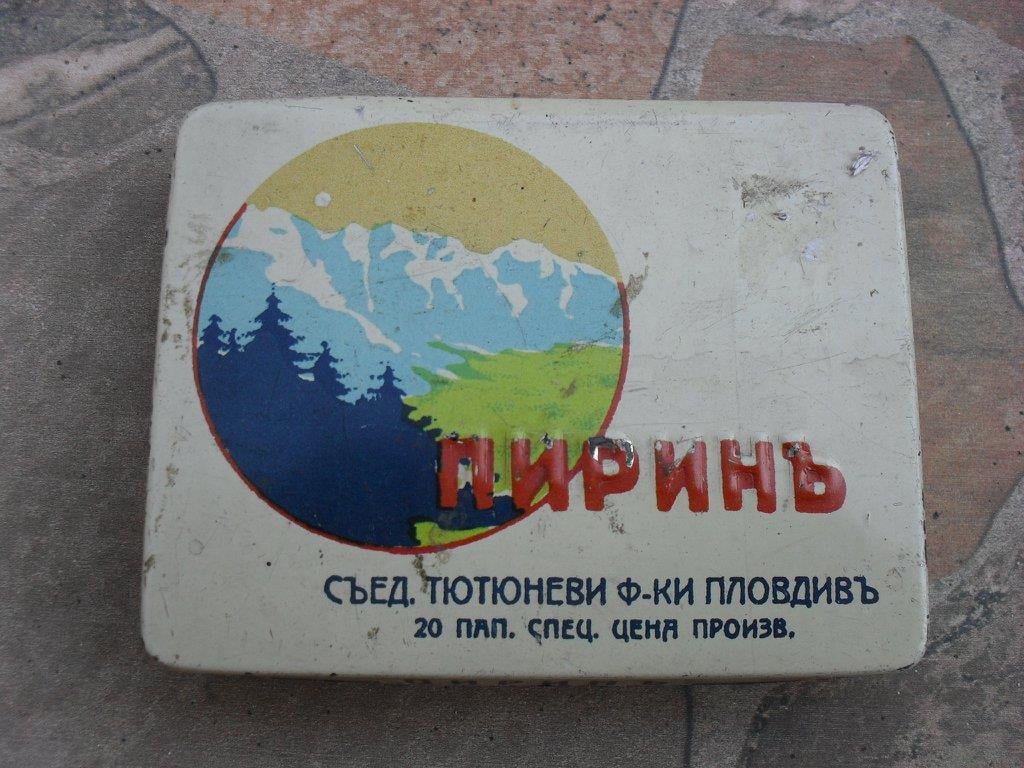 ПИРИНЪ
СЪЕД. ТЮТЮНЕВИ Ф-КИ ПЛОВДИВЪ
20 ПАП. СПЕЦ. ЦЕНА ПРОИЗВ.